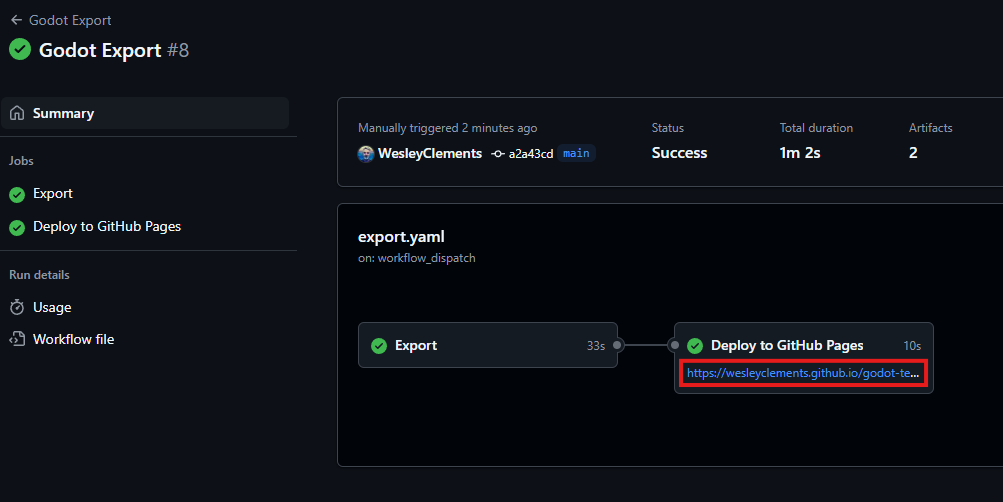 Godot Export
Godot Export #8
Summary
Jobs
Export
Deploy to GitHub Pages
Run details
Usage
Workflow file
Manually triggered 2 minutes ago
WesleyClements a2a43cd main
Status
Success
Total duration
1m 2s
Artifacts
2
export.yaml
on: workflow_dispatch
Export 33s
Deploy to GitHub Pages 10s
https://wesleyclements.github.io/godot-te...